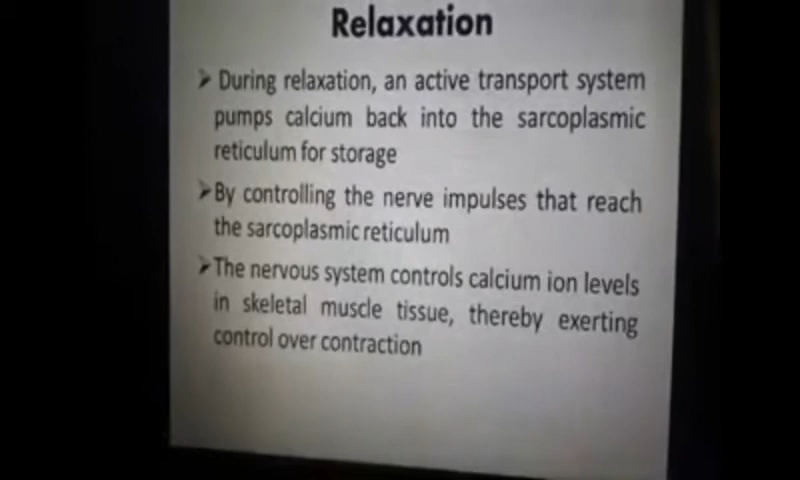 Relaxation
➤ During relaxation, an active transport system
pumps calcium back into the sarcoplasmic
reticulum for storage
➤By controlling the nerve impulses that reach
the sarcoplasmic reticulum
➤The nervous system controls calcium ion levels
in skeletal muscle tissue, thereby exerting
control over contraction